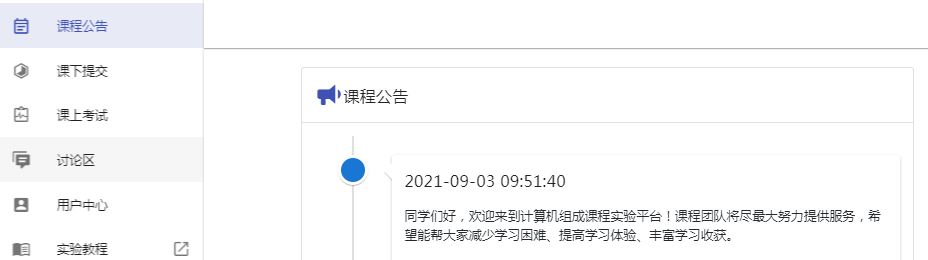 课程公告
课下提交
课上考试
讨论区
用户中心
实验教程
课程公告
2021-09-03 09:51:40
同学们好，欢迎来到计算机组成课程实验平台！课程团队将尽最大努力提供服务，希
望能帮大家减少学习困难、提高学习体验、丰富学习收获。